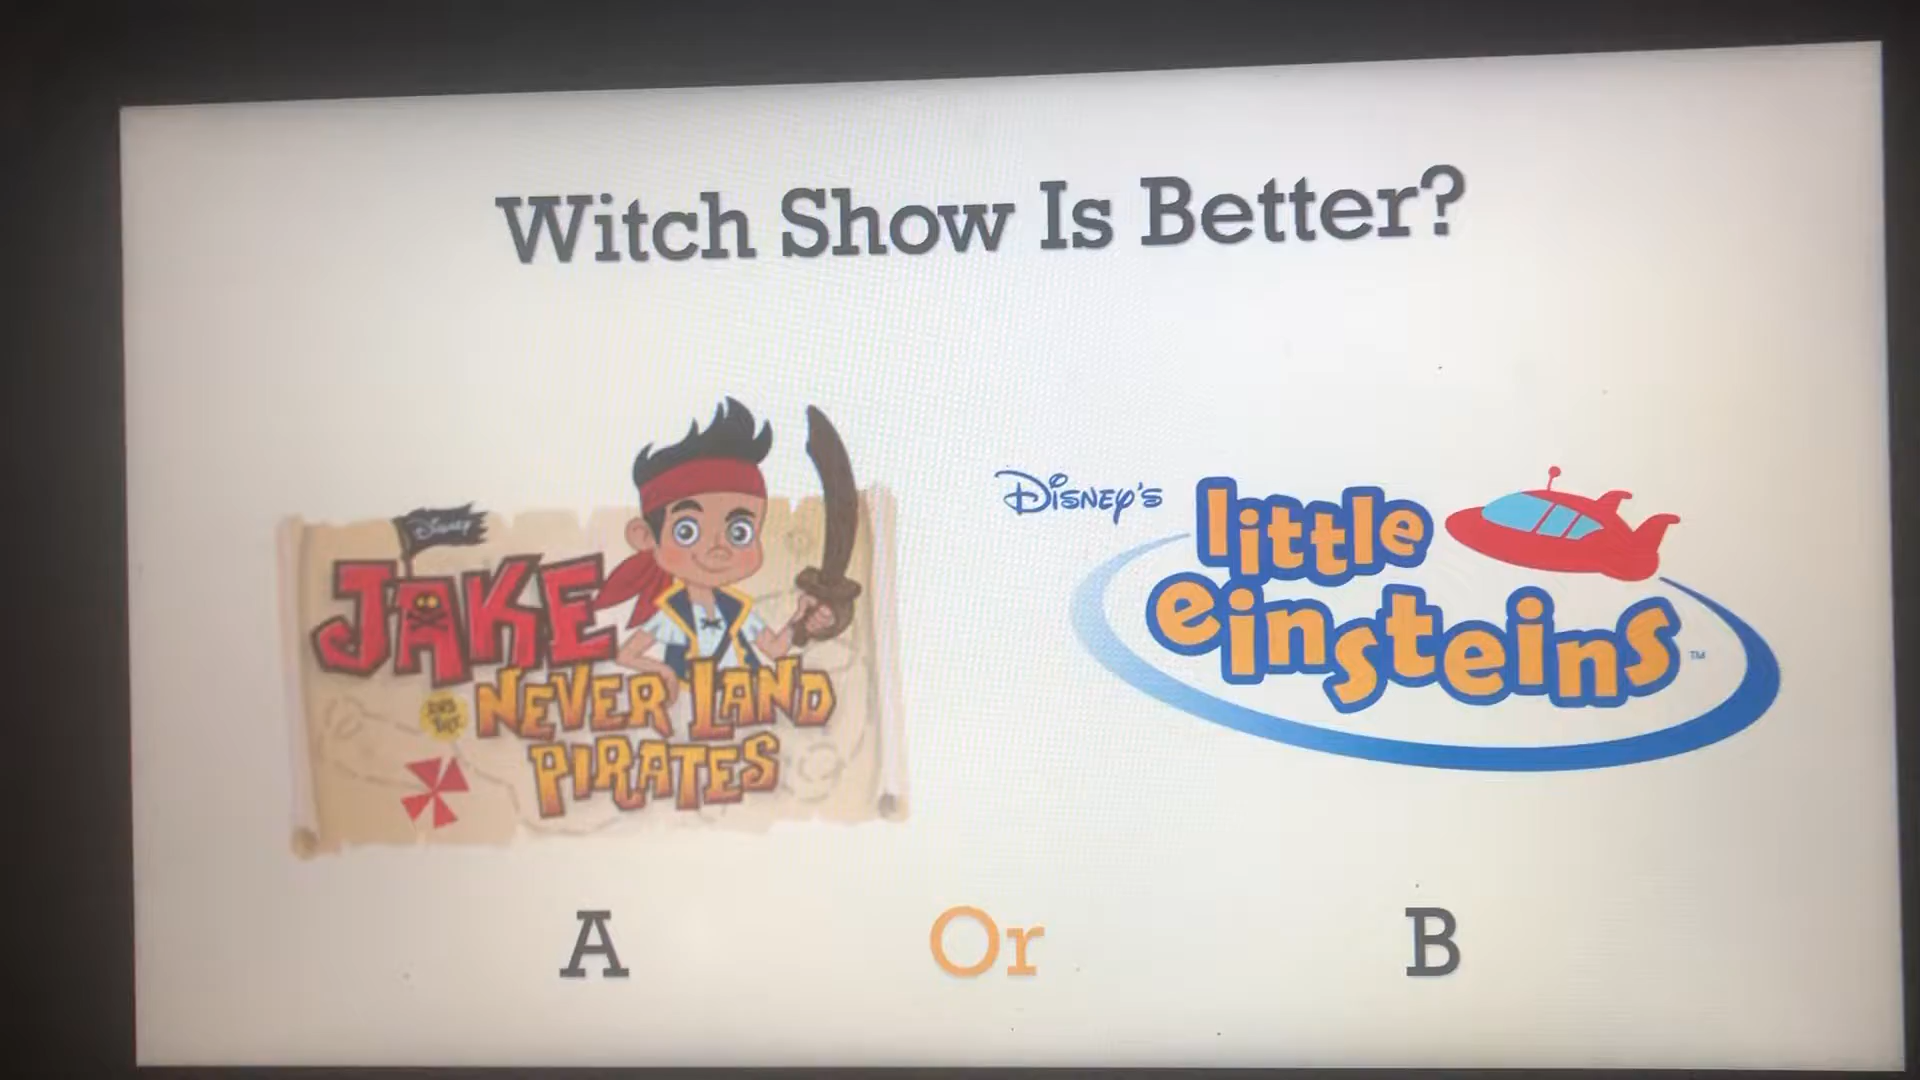 Witch Show Is Better?
Disney
JAKE
AND THE
NEVER LAND
PIRATES
Disney's
little
einsteins
TM
A Or B